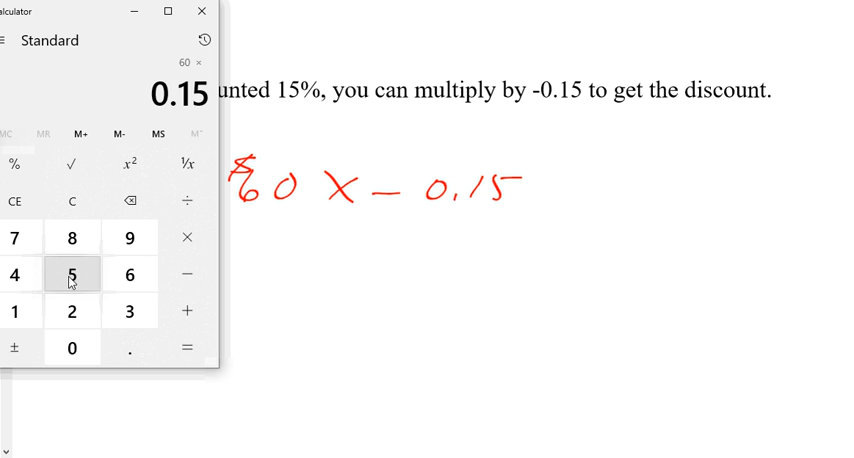 alculator
Standard
60 ×
0.15
unted 15%, you can multiply by -0.15 to get the discount.
MC MR M+ M- MS M˅
% √ x² ¹/x
CE C ⌫ ÷
7 8 9 ×
4 5 6 −
1 2 3 +
± 0 . =
$60 X - 0.15